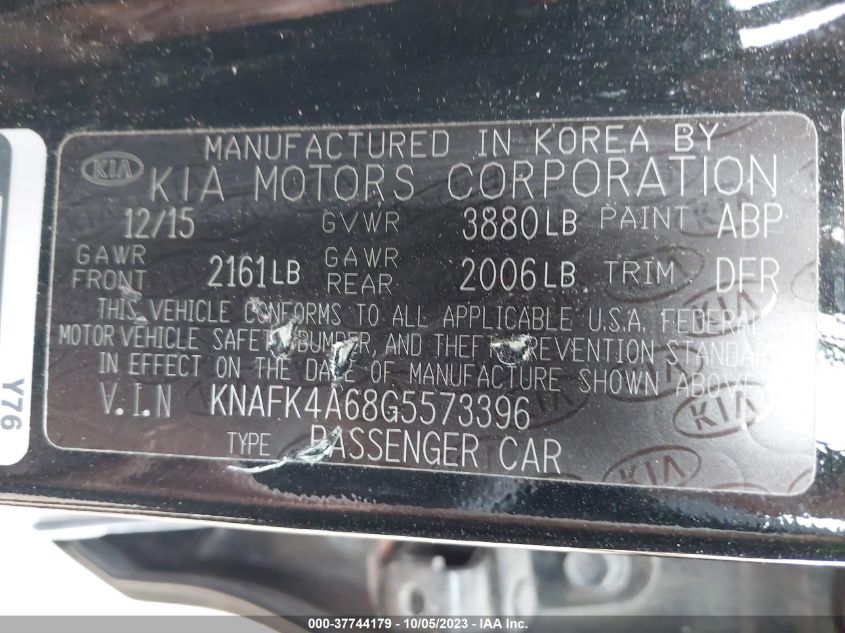 MANUFACTURED IN KOREA BY
KIA KIA MOTORS CORPORATION
12/15 GVWR 3880LB PAINT ABP
GAWR FRONT 2161LB GAWR REAR 2006LB TRIM DFR
THIS VEHICLE CONFORMS TO ALL APPLICABLE U.S.A. FEDERAL
MOTOR VEHICLE SAFETY, BUMPER, AND THEFT PREVENTION STANDARDS
IN EFFECT ON THE DATE OF MANUFACTURE SHOWN ABOVE
V.I.N KNAFK4A68G5573396
TYPE PASSENGER CAR
KIA
KIA
Y76
000-37744179 - 10/05/2023 - IAA Inc.